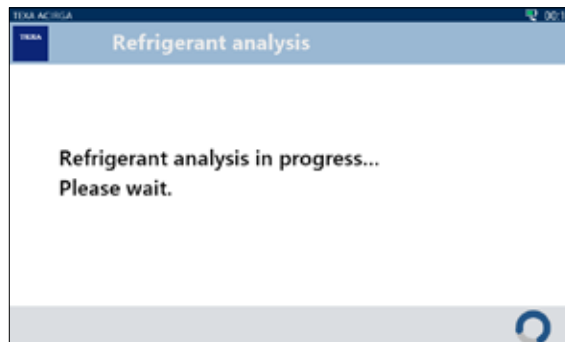 TEXA ACIRGA
TEXA
Refrigerant analysis
Refrigerant analysis in progress...
Please wait.